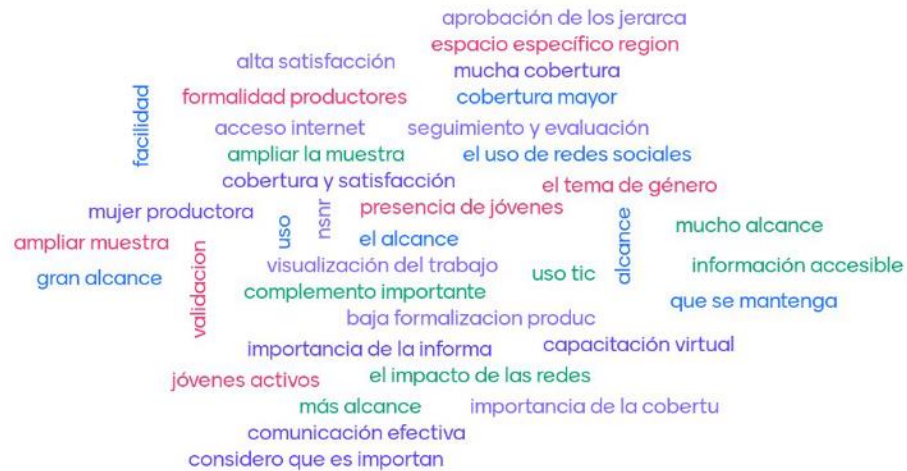 aprobación de los jerarca
espacio específico region
alta satisfacción
mucha cobertura
facilidad
formalidad productores
cobertura mayor
acceso internet
seguimiento y evaluación
ampliar la muestra
el uso de redes sociales
cobertura y satisfacción
el tema de género
mujer productora
uso
nsnr
presencia de jóvenes
alcance
mucho alcance
ampliar muestra
validacion
el alcance
gran alcance
visualización del trabajo
uso tic
información accesible
complemento importante
que se mantenga
baja formalizacion produc
importancia de la informa
capacitación virtual
jóvenes activos
el impacto de las redes
más alcance
importancia de la cobertu
comunicación efectiva
considero que es importan